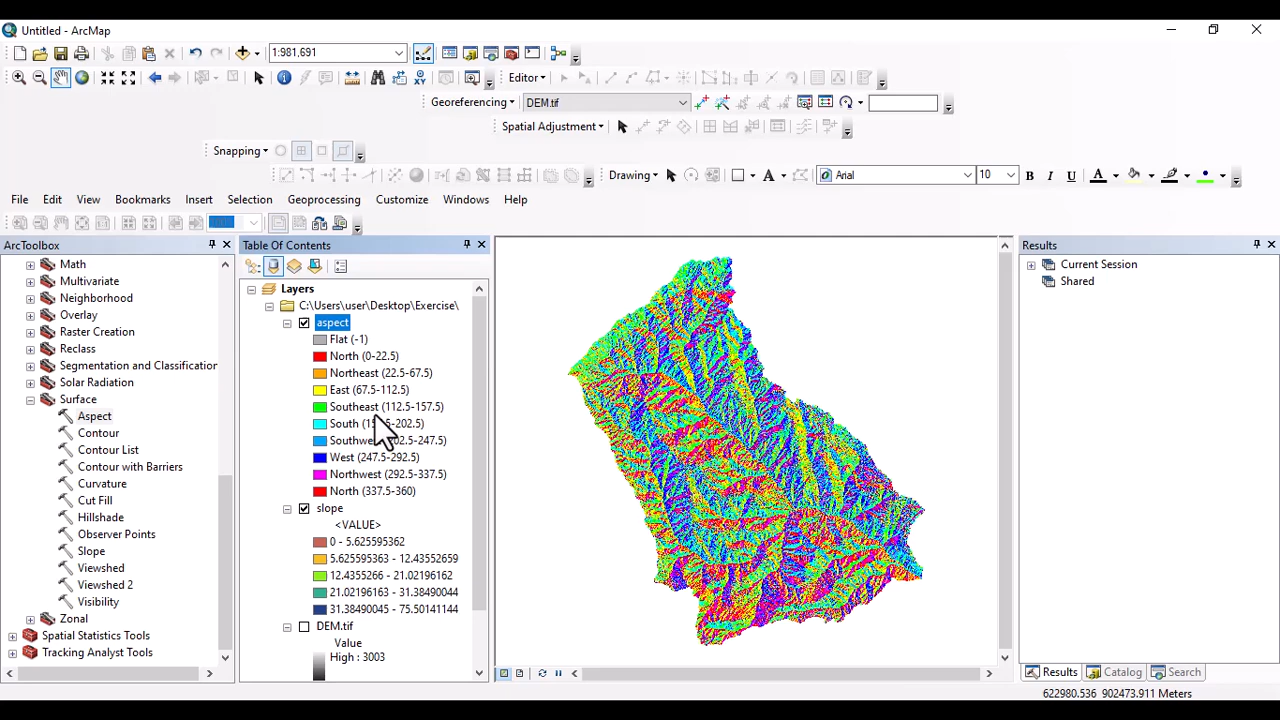 Untitled - ArcMap
1:981,691
Editor
Georeferencing DEM.tif
Spatial Adjustment
Snapping
Drawing A Arial 10 B I U A
File Edit View Bookmarks Insert Selection Geoprocessing Customize Windows Help
ArcToolbox
Math
Multivariate
Neighborhood
Overlay
Raster Creation
Reclass
Segmentation and Classification
Solar Radiation
Surface
Aspect
Contour
Contour List
Contour with Barriers
Curvature
Cut Fill
Hillshade
Observer Points
Slope
Viewshed
Viewshed 2
Visibility
Zonal
Spatial Statistics Tools
Tracking Analyst Tools
Table Of Contents
Layers
C:\Users\user\Desktop\Exercise\
aspect
Flat (-1)
North (0-22.5)
Northeast (22.5-67.5)
East (67.5-112.5)
Southeast (112.5-157.5)
South -202.5)
-247.5)
West (247.5-292.5)
Northwest (292.5-337.5)
North (337.5-360)
slope
<VALUE>
0 - 5.625595362
5.625595363 - 12.43552659
12.4355266 - 21.02196162
21.02196163 - 31.38490044
31.38490045 - 75.50141144
DEM.tif
Value
High : 3003
Results
Current Session
Shared
Results Catalog Search
622980.536 902473.911 Meters